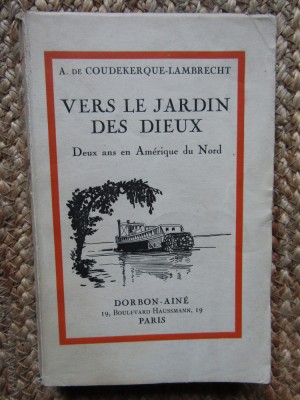 A. DE COUDEKERQUE-LAMBRECHT
VERS LE JARDIN
DES DIEUX
Deux ans en Amérique du Nord
DORBON-AINÉ
19, BOULEVARD HAUSSMANN, 19
PARIS